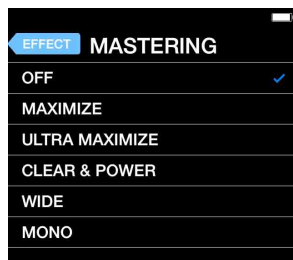 EFFECT MASTERING
OFF
MAXIMIZE
ULTRA MAXIMIZE
CLEAR & POWER
WIDE
MONO